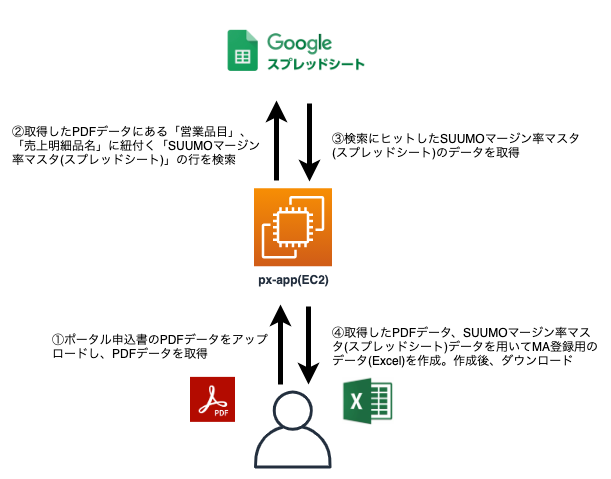 Google
スプレッドシート
②取得したPDFデータにある「営業品目」、
「売上明細品名」に紐付く「SUUMOマージン
率マスタ(スプレッドシート)」の行を検索
③検索にヒットしたSUUMOマージン率マスタ
(スプレッドシート)のデータを取得
px-app(EC2)
①ポータル申込書のPDFデータをアップ
ロードし、PDFデータを取得
④取得したPDFデータ、SUUMOマージン率マス
タ(スプレッドシート)データを用いてMA登録用の
データ(Excel)を作成。作成後、ダウンロード
PDF
X